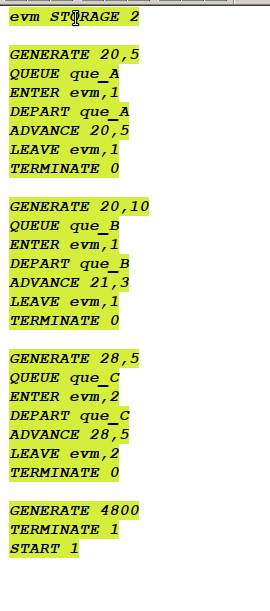 evm STORAGE 2
GENERATE 20,5
QUEUE que_A
ENTER evm,1
DEPART que_A
ADVANCE 20,5
LEAVE evm,1
TERMINATE 0
GENERATE 20,10
QUEUE que_B
ENTER evm,1
DEPART que_B
ADVANCE 21,3
LEAVE evm,1
TERMINATE 0
GENERATE 28,5
QUEUE que_C
ENTER evm,2
DEPART que_C
ADVANCE 28,5
LEAVE evm,2
TERMINATE 0
GENERATE 4800
TERMINATE 1
START 1